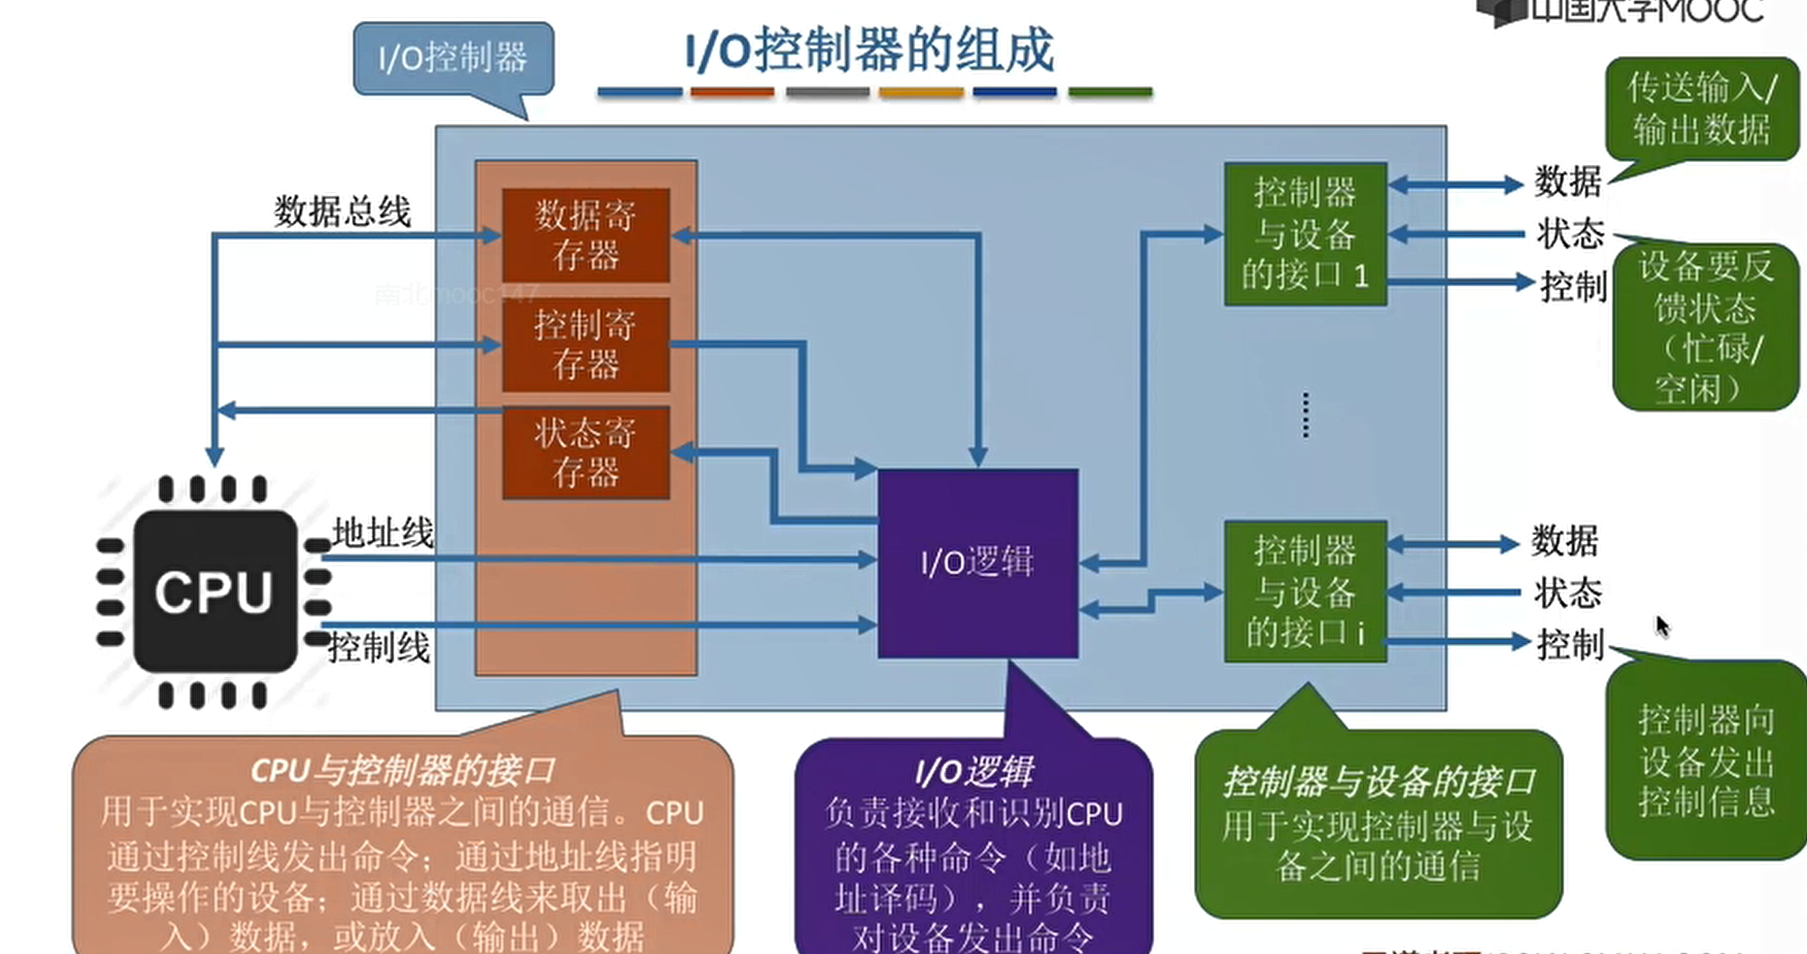 中国大学MOOC
I/O控制器
I/O控制器的组成
传送输入/
输出数据
数据总线
数据寄
存器
控制器
与设备
的接口 1
数据
状态
控制
设备要反
馈状态
（忙碌/
空闲）
南北mooc147
控制寄
存器
状态寄
存器
CPU
地址线
控制线
I/O逻辑
控制器
与设备
的接口 i
数据
状态
控制
控制器向
设备发出
控制信息
CPU与控制器的接口
用于实现CPU与控制器之间的通信。CPU
通过控制线发出命令；通过地址线指明
要操作的设备；通过数据线来取出（输
入）数据，或放入（输出）数据
I/O逻辑
负责接收和识别CPU
的各种命令（如地
址译码），并负责
对设备发出命令
控制器与设备的接口
用于实现控制器与设
备之间的通信